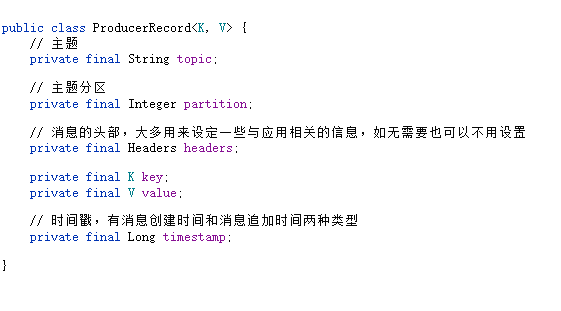 public class ProducerRecord<K, V> {
    // 主题
    private final String topic;
    // 主题分区
    private final Integer partition;
    // 消息的头部，大多用来设定一些与应用相关的信息，如无需要也可以不用设置
    private final Headers headers;
    private final K key;
    private final V value;
    // 时间戳，有消息创建时间和消息追加时间两种类型
    private final Long timestamp;
}